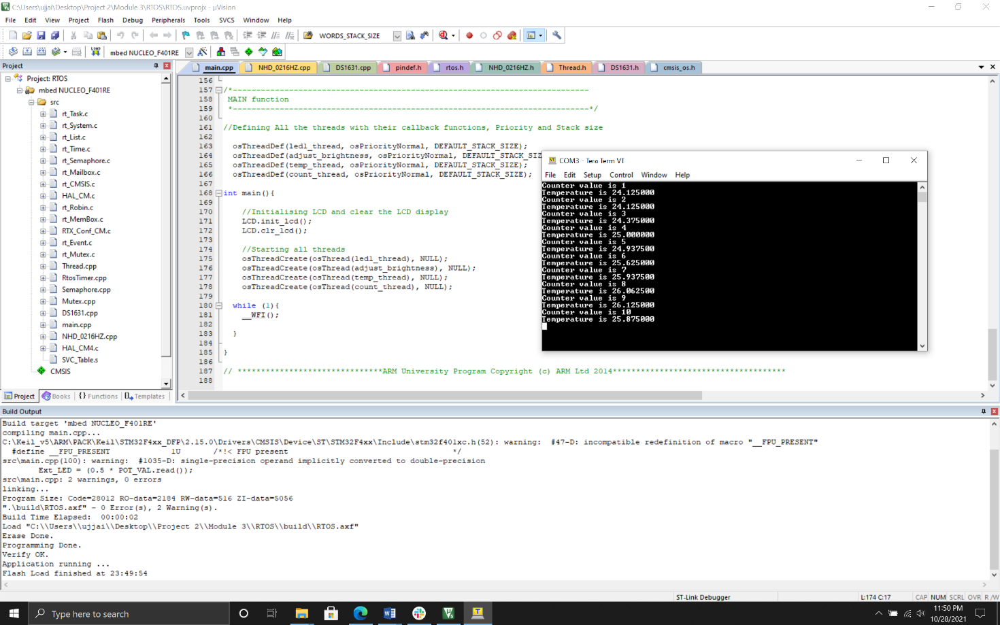 C:\Users\ujjai\Desktop\Project 2\Module 3\RTOS\RTOS.uvprojx - µVision
File Edit View Project Flash Debug Peripherals Tools SVCS Window Help
WORDS_STACK_SIZE
LOAD mbed NUCLEO_F401RE
Project
Project: RTOS
mbed NUCLEO_F401RE
src
rt_Task.c
rt_System.c
rt_List.c
rt_Time.c
rt_Semaphore.c
rt_Mailbox.c
rt_CMSIS.c
HAL_CM.c
rt_Robin.c
rt_MemBox.c
RTX_Conf_CM.c
rt_Event.c
rt_Mutex.c
Thread.cpp
RtosTimer.cpp
Semaphore.cpp
Mutex.cpp
DS1631.cpp
main.cpp
NHD_0216HZ.cpp
HAL_CM4.c
SVC_Table.s
CMSIS
Project Books {} Functions Templates
main.cpp NHD_0216HZ.cpp DS1631.cpp pindef.h rtos.h NHD_0216HZ.h Thread.h DS1631.h cmsis_os.h
156
157 /*----------------------------------------------------------------------------
158 MAIN function
159 *----------------------------------------------------------------------------*/
160
161 //Defining All the threads with their callback functions, Priority and Stack size
162
163 osThreadDef(led1_thread, osPriorityNormal, DEFAULT_STACK_SIZE);
164 osThreadDef(adjust_brightness, osPriorityNormal, DEFAULT_STACK_SIZ
165 osThreadDef(temp_thread, osPriorityNormal, DEFAULT_STACK_SIZE);
166 osThreadDef(count_thread, osPriorityNormal, DEFAULT_STACK_SIZE);
167
168 int main(){
169
170 //Initialising LCD and clear the LCD display
171 LCD.init_lcd();
172 LCD.clr_lcd();
173
174 //Starting all threads
175 osThreadCreate(osThread(led1_thread), NULL);
176 osThreadCreate(osThread(adjust_brightness), NULL);
177 osThreadCreate(osThread(temp_thread), NULL);
178 osThreadCreate(osThread(count_thread), NULL);
179
180 while (1){
181 __WFI();
182
183 }
184
185 }
186
187 // *******************************ARM University Program Copyright (c) ARM Ltd 2014*************************************
188
COM3 - Tera Term VT
File Edit Setup Control Window Help
Counter value is 1
Temperature is 24.125000
Counter value is 2
Temperature is 24.125000
Counter value is 3
Temperature is 24.375000
Counter value is 4
Temperature is 25.000000
Counter value is 5
Temperature is 24.937500
Counter value is 6
Temperature is 25.625000
Counter value is 7
Temperature is 25.937500
Counter value is 8
Temperature is 26.062500
Counter value is 9
Temperature is 26.125000
Counter value is 10
Temperature is 25.875000
Build Output
Build target 'mbed NUCLEO_F401RE'
compiling main.cpp...
C:\Keil_v5\ARM\PACK\Keil\STM32F4xx_DFP\2.15.0\Drivers\CMSIS\Device\ST\STM32F4xx\Include\stm32f401xc.h(52): warning: #47-D: incompatible redefinition of macro "__FPU_PRESENT"
#define __FPU_PRESENT 1U /*!< FPU present */
src\main.cpp(100): warning: #1035-D: single-precision operand implicitly converted to double-precision
Ext_LED = (0.5 * POT_VAL.read());
src\main.cpp: 2 warnings, 0 errors
linking...
Program Size: Code=28012 RO-data=2184 RW-data=516 ZI-data=5056
".\build\RTOS.axf" - 0 Error(s), 2 Warning(s).
Build Time Elapsed: 00:00:02
Load "C:\\Users\\ujjai\\Desktop\\Project 2\\Module 3\\RTOS\\build\\RTOS.axf"
Erase Done.
Programming Done.
Verify OK.
Application running ...
Flash Load finished at 23:49:54
ST-Link Debugger L:174 C:17 CAP NUM SCRL OVR R/W
Type here to search
11:50 PM
10/28/2021